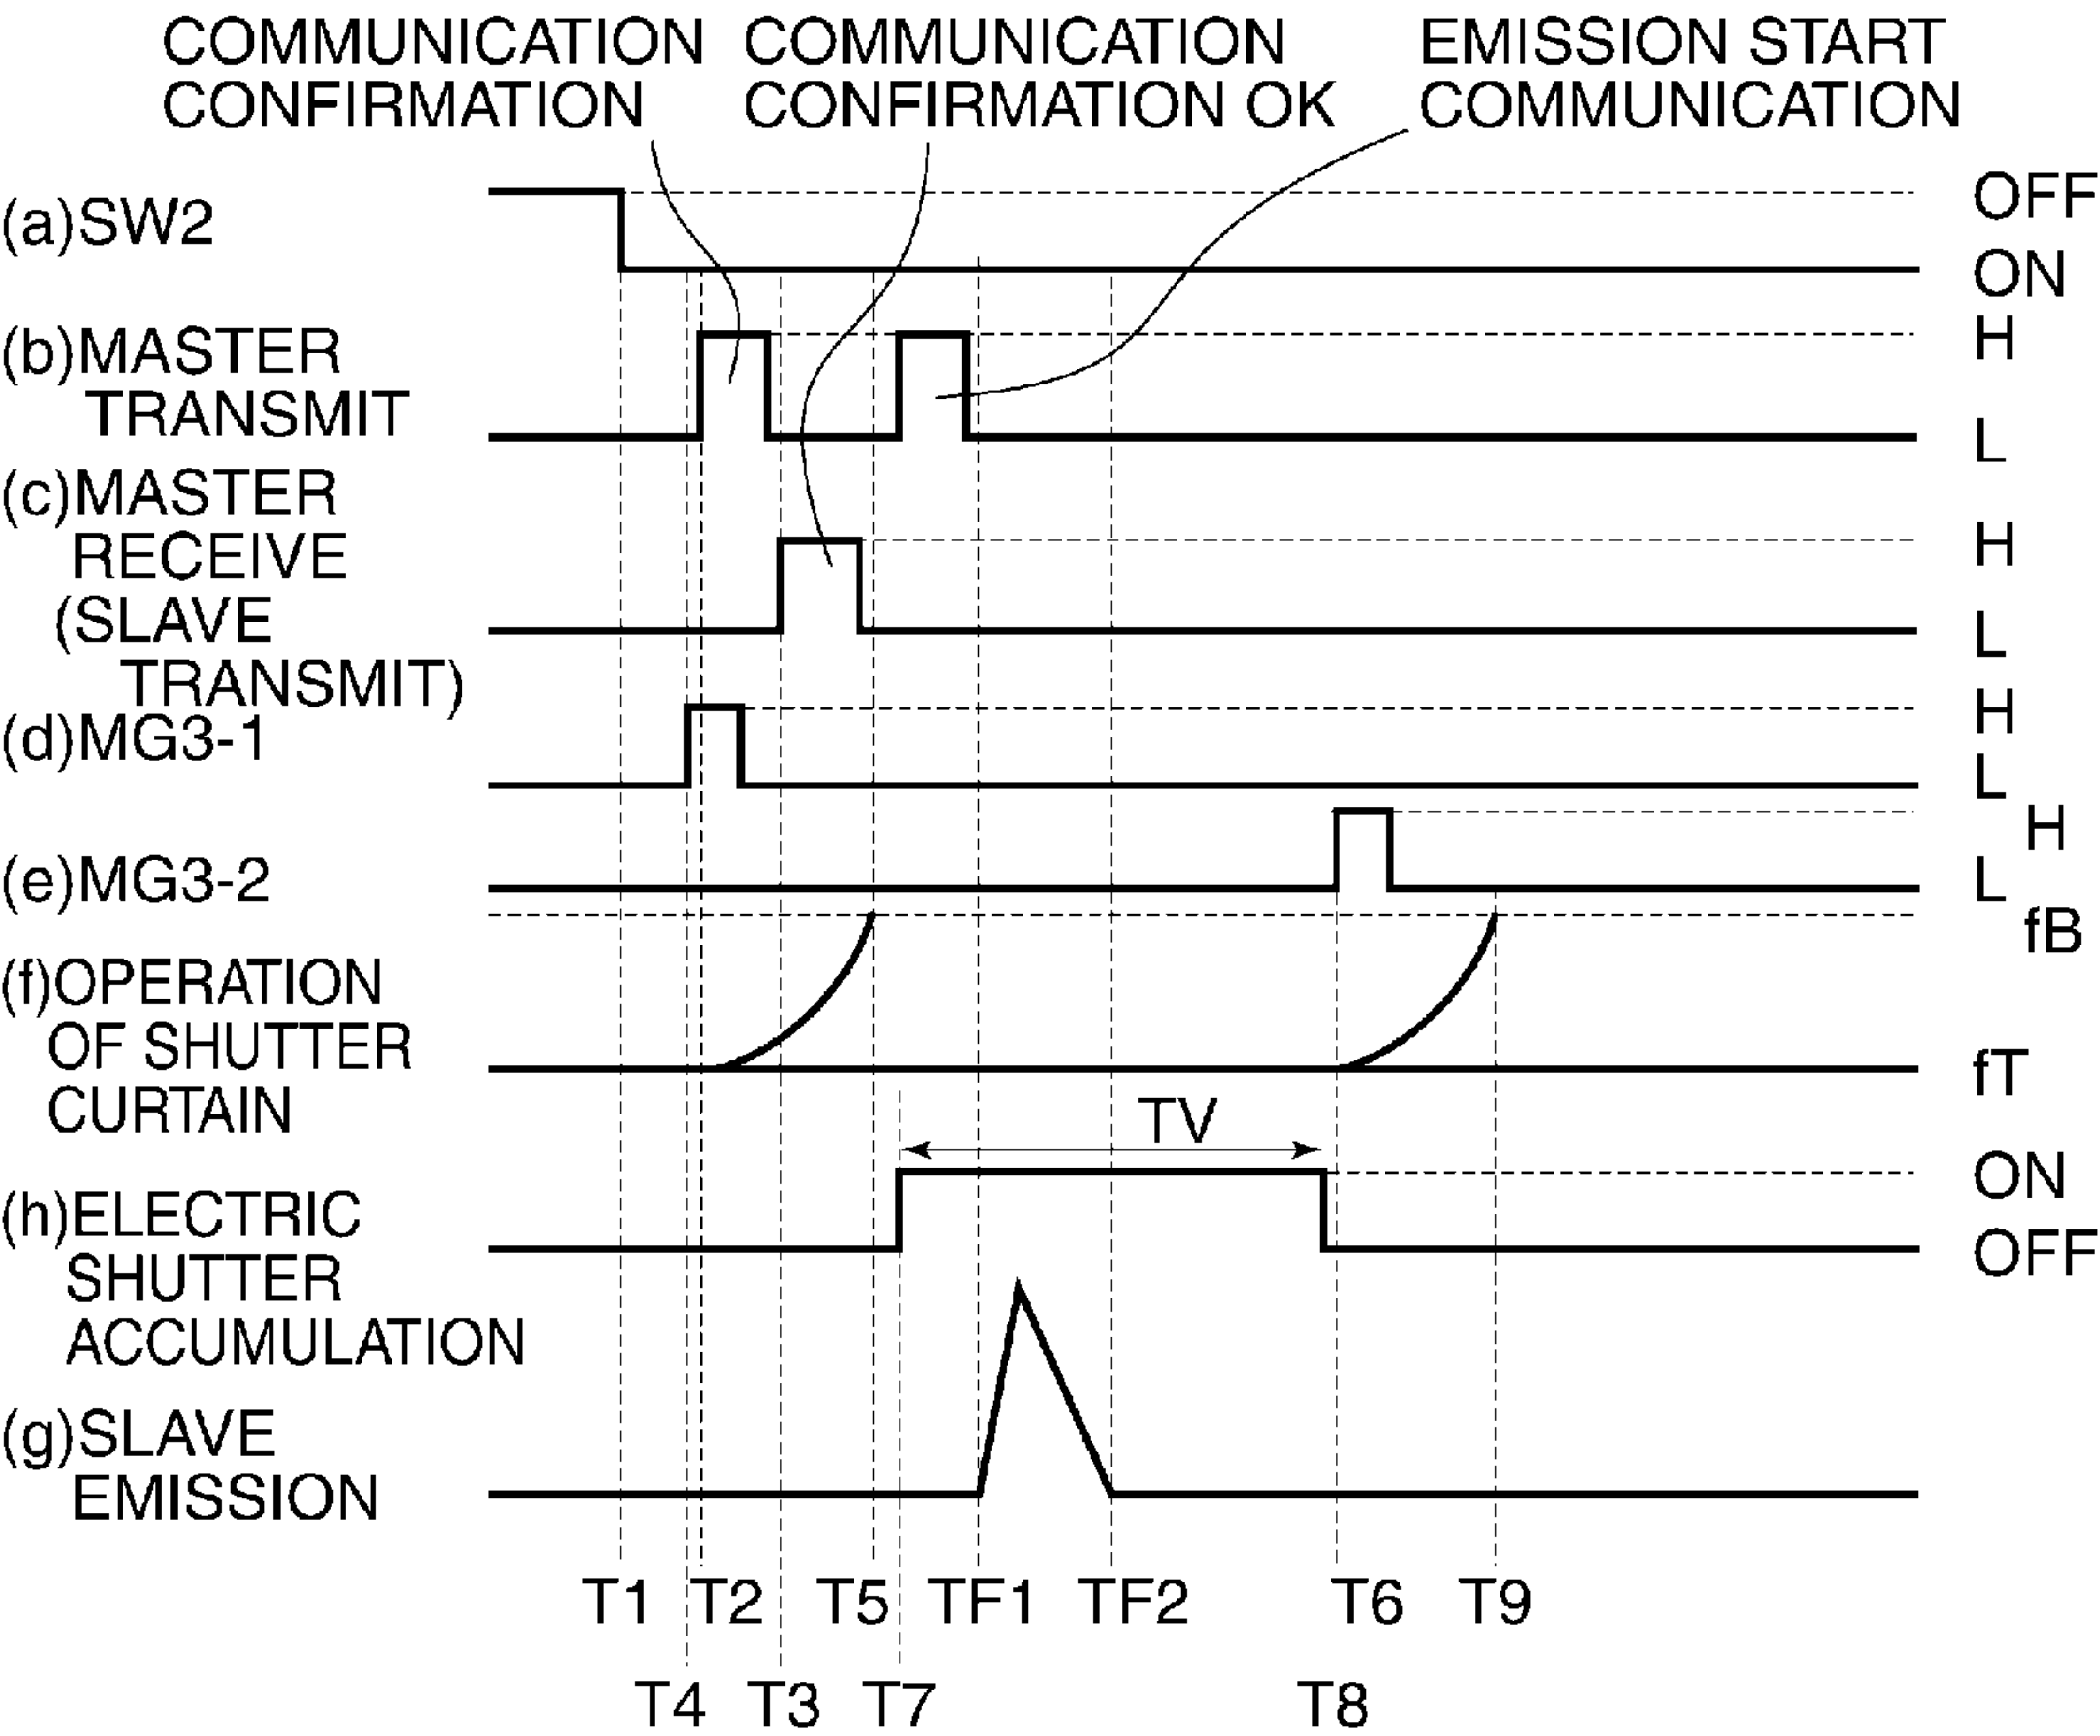 COMMUNICATION CONFIRMATION
COMMUNICATION CONFIRMATION OK
EMISSION START COMMUNICATION
(a)SW2
OFF
ON
(b)MASTER
TRANSMIT
H
L
(c)MASTER
RECEIVE
(SLAVE
TRANSMIT)
H
L
(d)MG3-1
H
L
(e)MG3-2
H
L
(f)OPERATION
OF SHUTTER
CURTAIN
fB
fT
TV
(h)ELECTRIC
SHUTTER
ACCUMULATION
ON
OFF
(g)SLAVE
EMISSION
T1 T2 T5 TF1 TF2 T6 T9
T4 T3 T7 T8